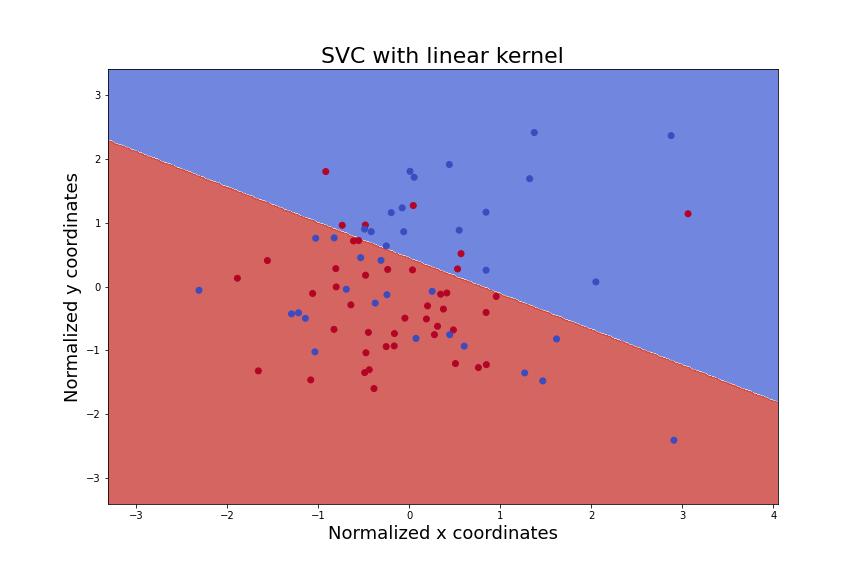 SVC with linear kernel
3
2
1
0
−1
−2
−3
Normalized y coordinates
−3 −2 −1 0 1 2 3 4
Normalized x coordinates